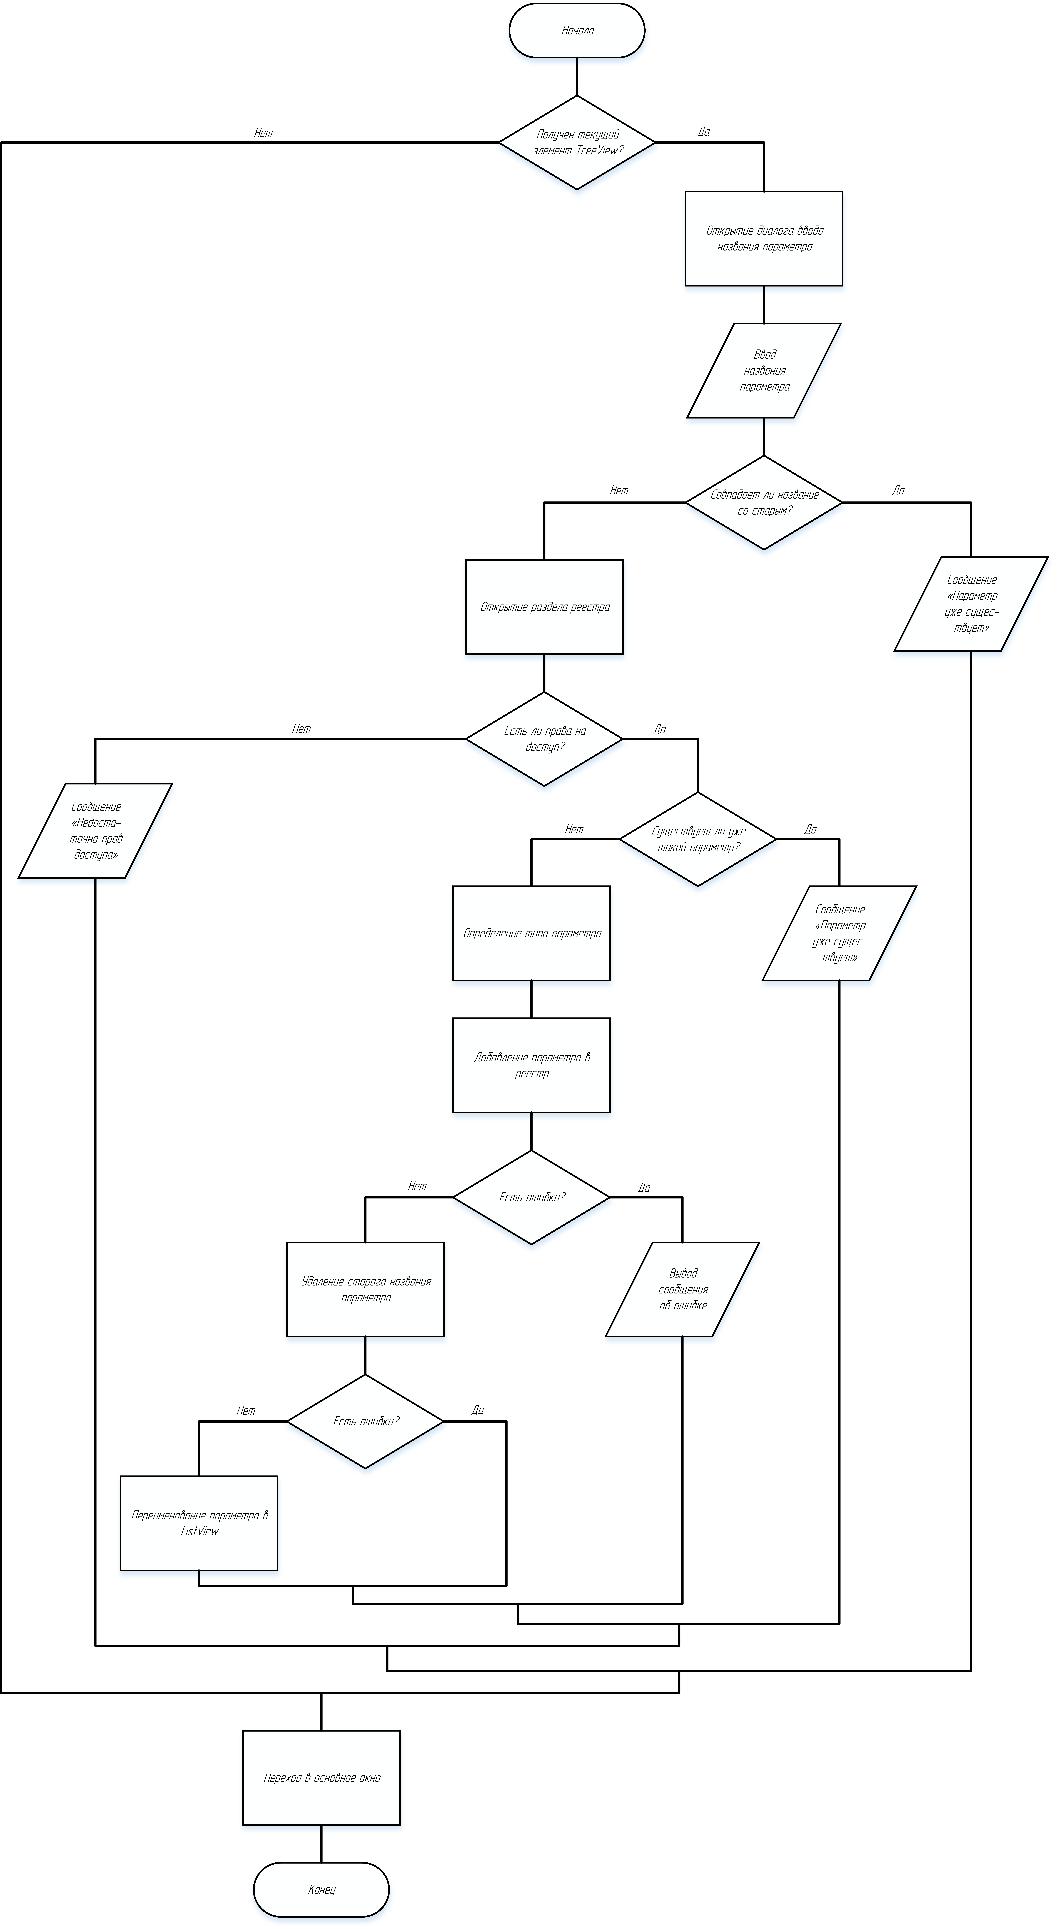 Начало
Получен текущий
элемент TreeView?
Нет
Да
Открытие диалога ввода
названия параметра
Ввод
названия
параметра
Совпадает ли название
со старым?
Нет
Да
Открытие раздела реестра
Сообщение
«Параметр
уже сущес-
твует»
Есть ли права на
доступ?
Нет
Да
Сообщение
«Недоста-
точно прав
доступа»
Существует ли уже
такой параметр?
Нет
Да
Определение типа параметра
Сообщение
«Параметр
уже сущес-
твует»
Добавление параметра в
реестр
Есть ошибки?
Нет
Да
Удаление старого названия
параметра
Вывод
сообщения
об ошибке
Есть ошибки?
Нет
Да
Переименование параметра в
ListView
Переход в основное окно
Конец